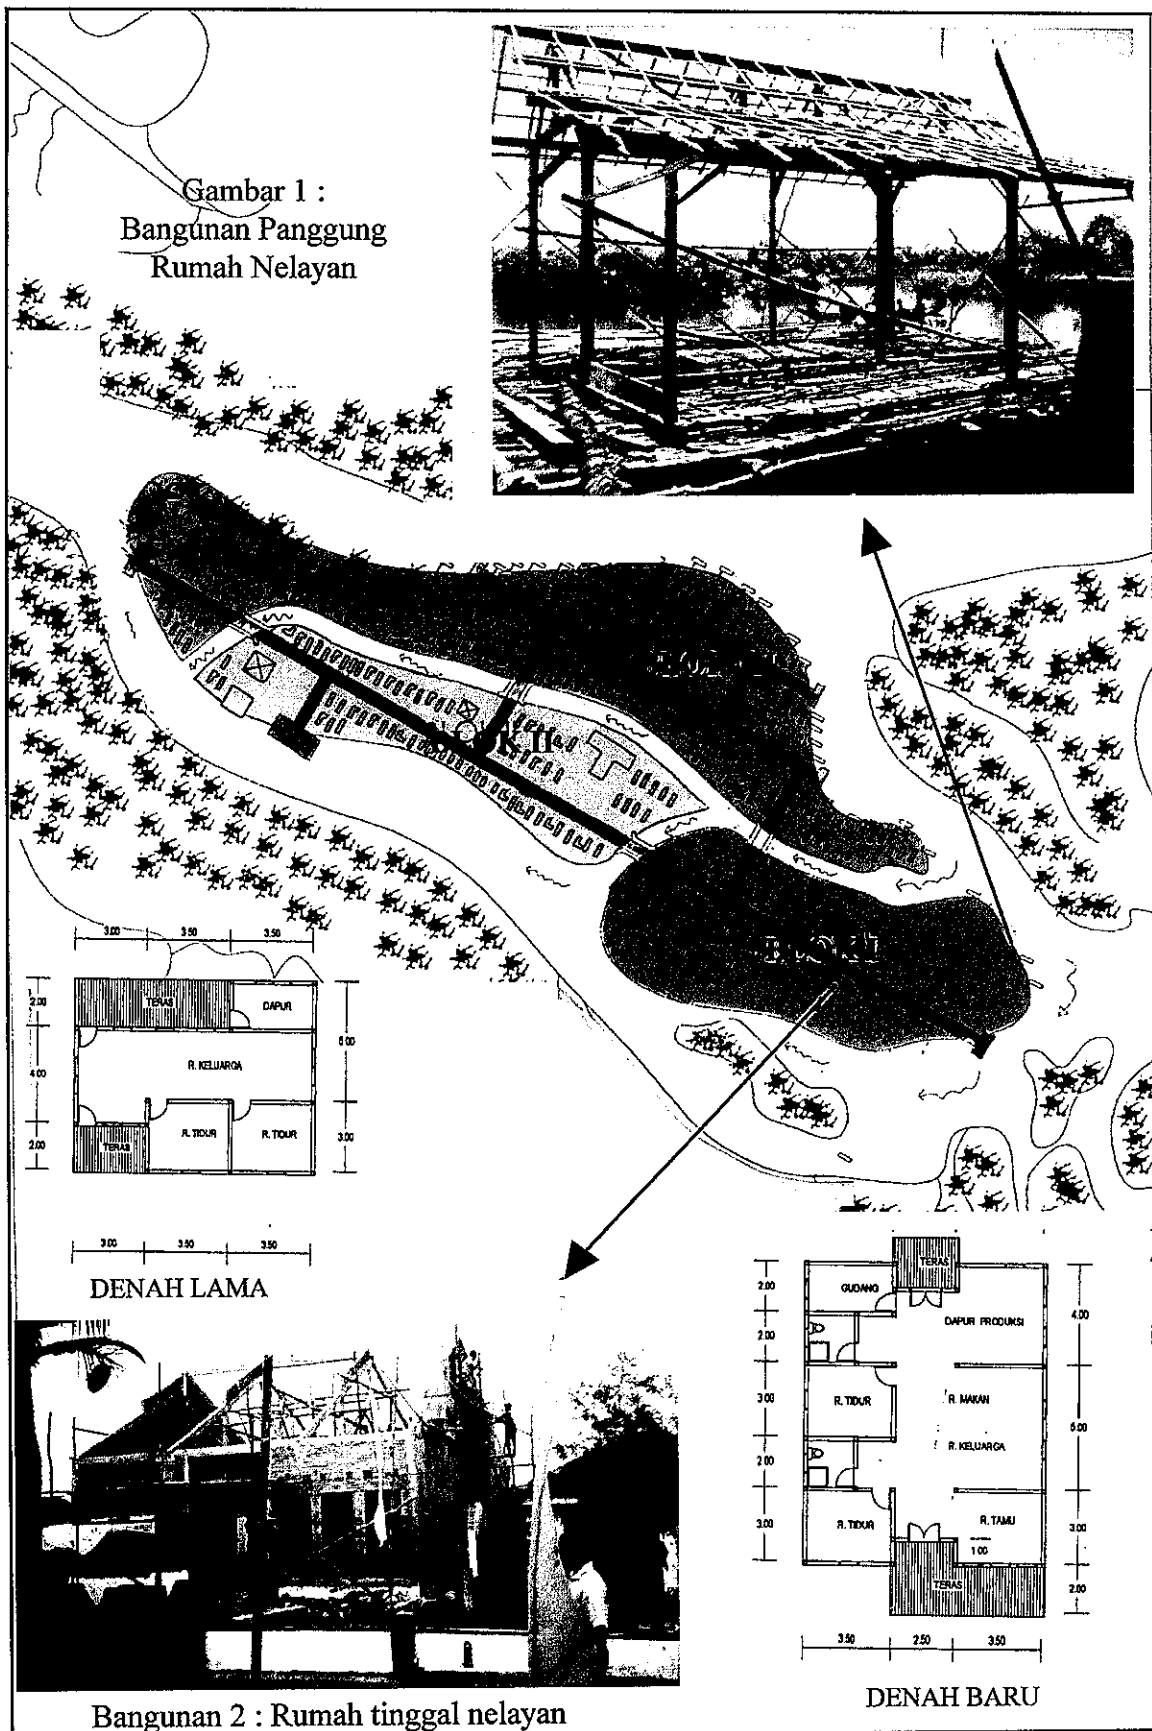 Gambar 1 :
Bangunan Panggung
Rumah Nelayan
BLOK II
BLOK I
3.00 3.50 3.50
2.00
4.00
2.00
TERAS
DAPUR
R. KELUARGA
TERAS
R. TIDUR
R. TIDUR
3.00
3.00 3.50 3.50
DENAH LAMA
2.00
2.00
3.00
2.00
3.00
TERAS
GUDANG
DAPUR PRODUKSI
R. TIDUR
R. MAKAN
R. KELUARGA
R. TIDUR
R. TAMU
1.00
TERAS
4.00
5.00
3.00
2.00
3.50 2.50 3.50
DENAH BARU
Bangunan 2 : Rumah tinggal nelayan